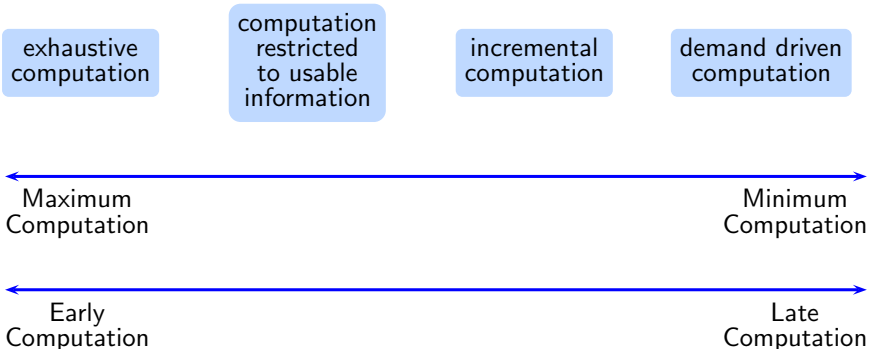 exhaustive
computation
computation
restricted
to usable
information
incremental
computation
demand driven
computation
Maximum
Computation
Minimum
Computation
Early
Computation
Late
Computation